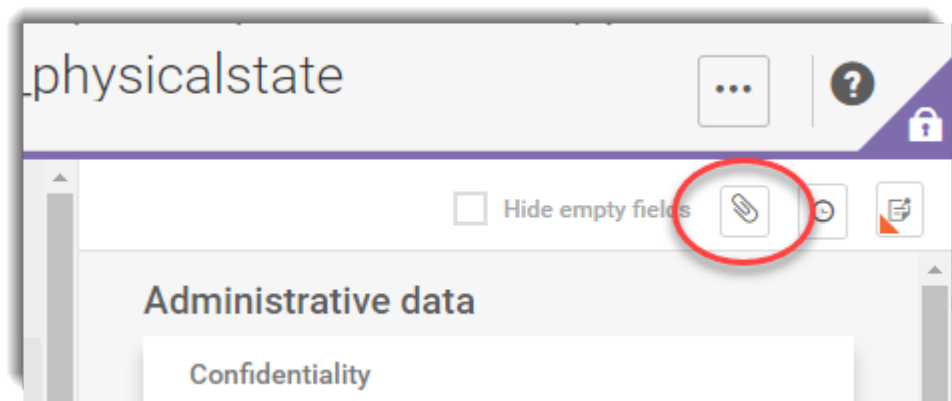 _physicalstate
Hide empty fields
Administrative data
Confidentiality